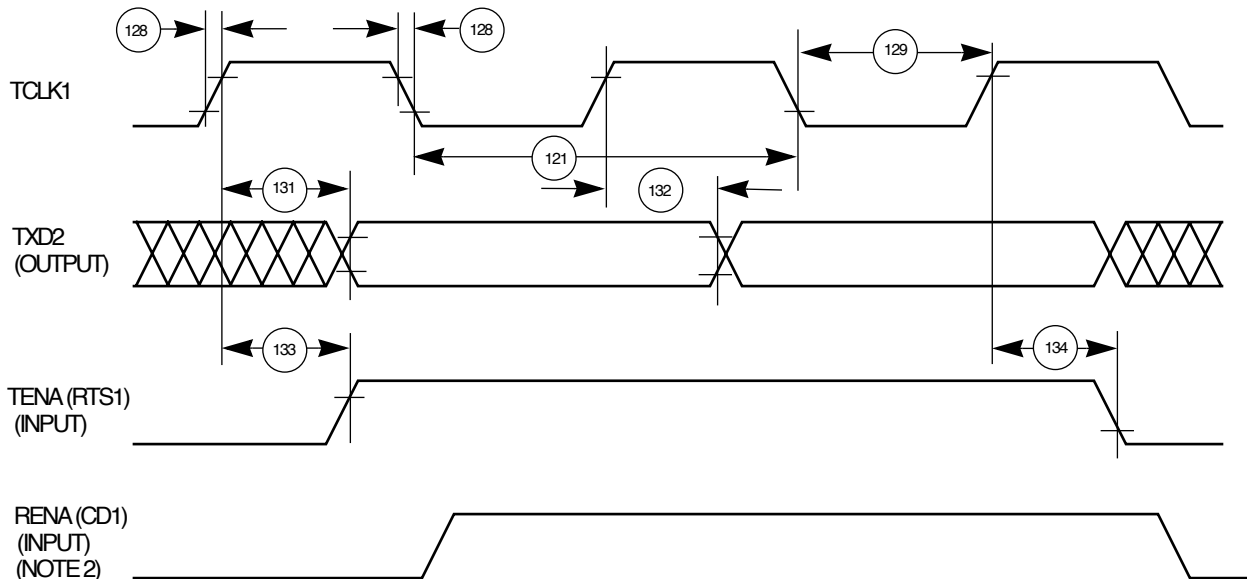 128
128
129
TCLK1
121
131
132
TXD2
(OUTPUT)
133
134
TENA (RTS1)
(INPUT)
RENA (CD1)
(INPUT)
(NOTE 2)